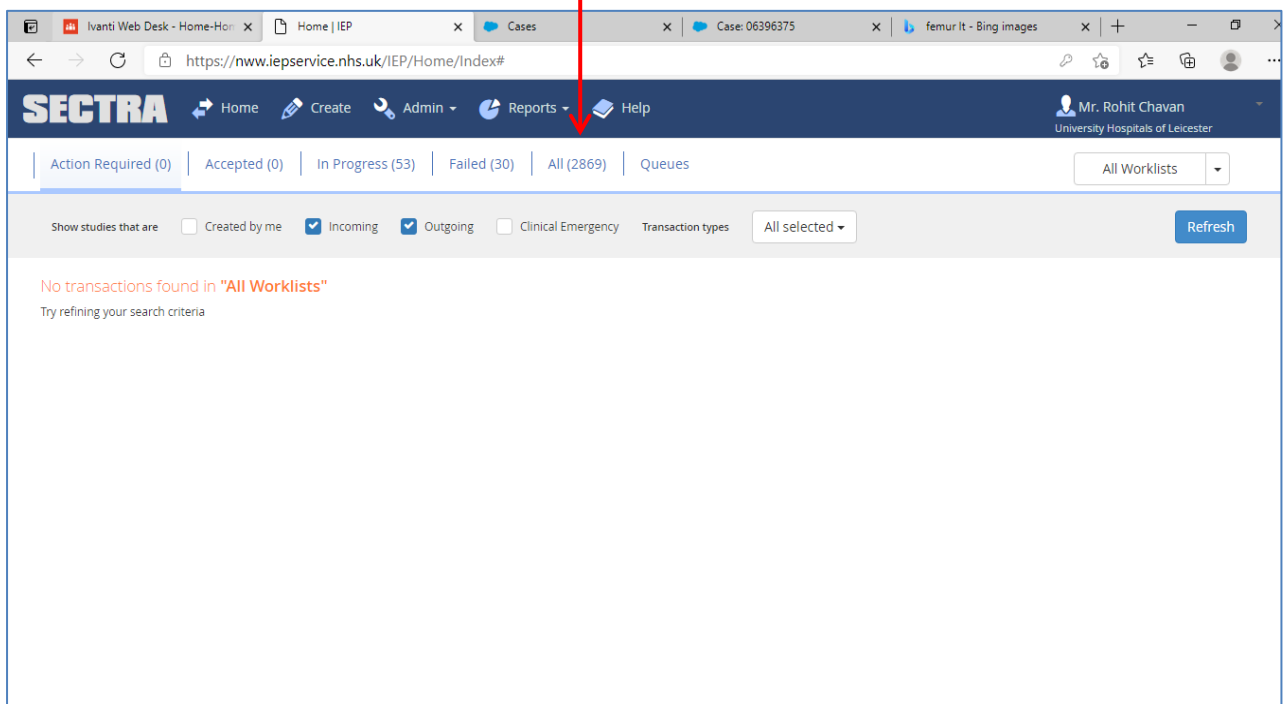 Ivanti Web Desk - Home-Hom
Home | IEP
Cases
Case: 06396375
femur lt - Bing images
https://nww.iepservice.nhs.uk/IEP/Home/Index#
SECTRA Home Create Admin Reports Help
Mr. Rohit Chavan
University Hospitals of Leicester
Action Required (0) Accepted (0) In Progress (53) Failed (30) All (2869) Queues
All Worklists
Show studies that are Created by me Incoming Outgoing Clinical Emergency Transaction types All selected Refresh
No transactions found in "All Worklists"
Try refining your search criteria